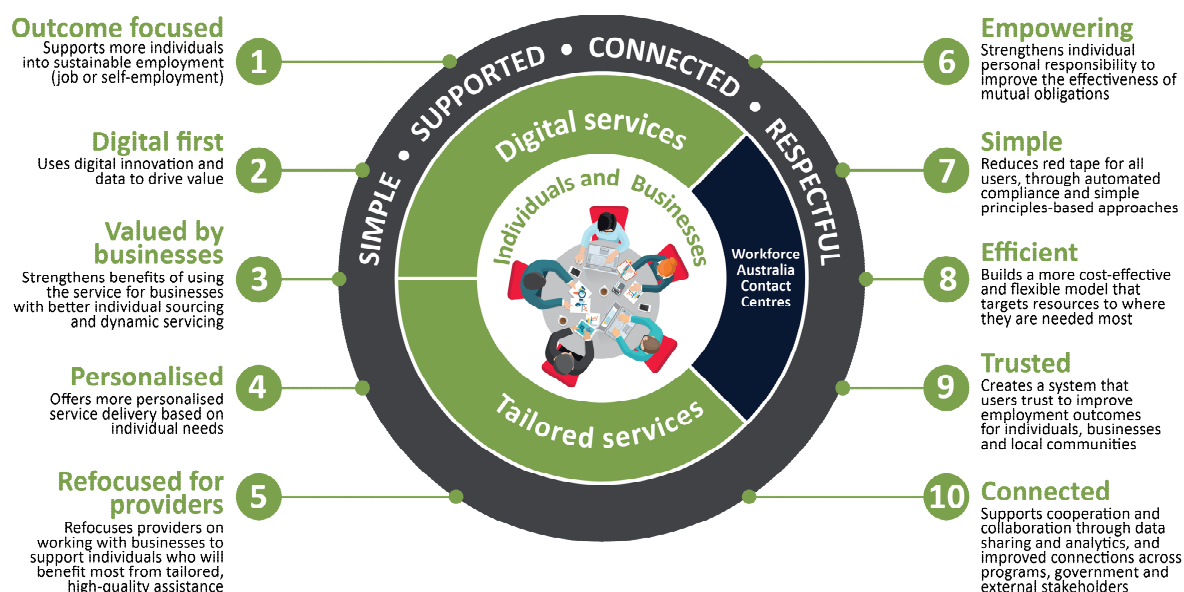 Outcome focused
Supports more individuals
into sustainable employment
(job or self-employment)
1
Digital first
Uses digital innovation and
data to drive value
2
Valued by
businesses
Strengthens benefits of using
the service for businesses
with better individual sourcing
and dynamic servicing
3
Personalised
Offers more personalised
service delivery based on
individual needs
4
Refocused for
providers
Refocuses providers on
working with businesses to
support individuals who will
benefit most from tailored,
high-quality assistance
5
SIMPLE • SUPPORTED • CONNECTED • RESPECTFUL
Digital services
Individuals and Businesses
Workforce
Australia
Contact
Centres
Tailored services
6
Empowering
Strengthens individual
personal responsibility to
improve the effectiveness of
mutual obligations
7
Simple
Reduces red tape for all
users, through automated
compliance and simple
principles-based approaches
8
Efficient
Builds a more cost-effective
and flexible model that
targets resources to where
they are needed most
9
Trusted
Creates a system that
users trust to improve
employment outcomes
for individuals, businesses
and local communities
10
Connected
Supports cooperation and
collaboration through data
sharing and analytics, and
improved connections across
programs, government and
external stakeholders